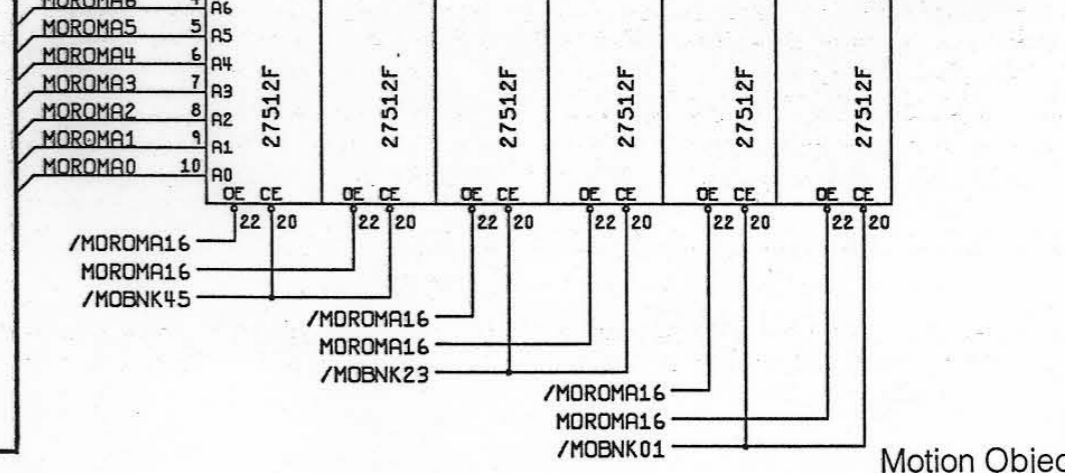 MOROMA6 4 A6
MOROMA5 5 A5
MOROMA4 6 A4
MOROMA3 7 A3
MOROMA2 8 A2
MOROMA1 9 A1
MOROMA0 10 A0
27512F 27512F 27512F 27512F 27512F 27512F
OE CE OE CE OE CE OE CE OE CE OE CE
22 20 22 20 22 20 22 20 22 20 22 20
/MOROMA16
MOROMA16
/MOBNK45
/MOROMA16
MOROMA16
/MOBNK23
/MOROMA16
MOROMA16
/MOBNK01
Motion Objec